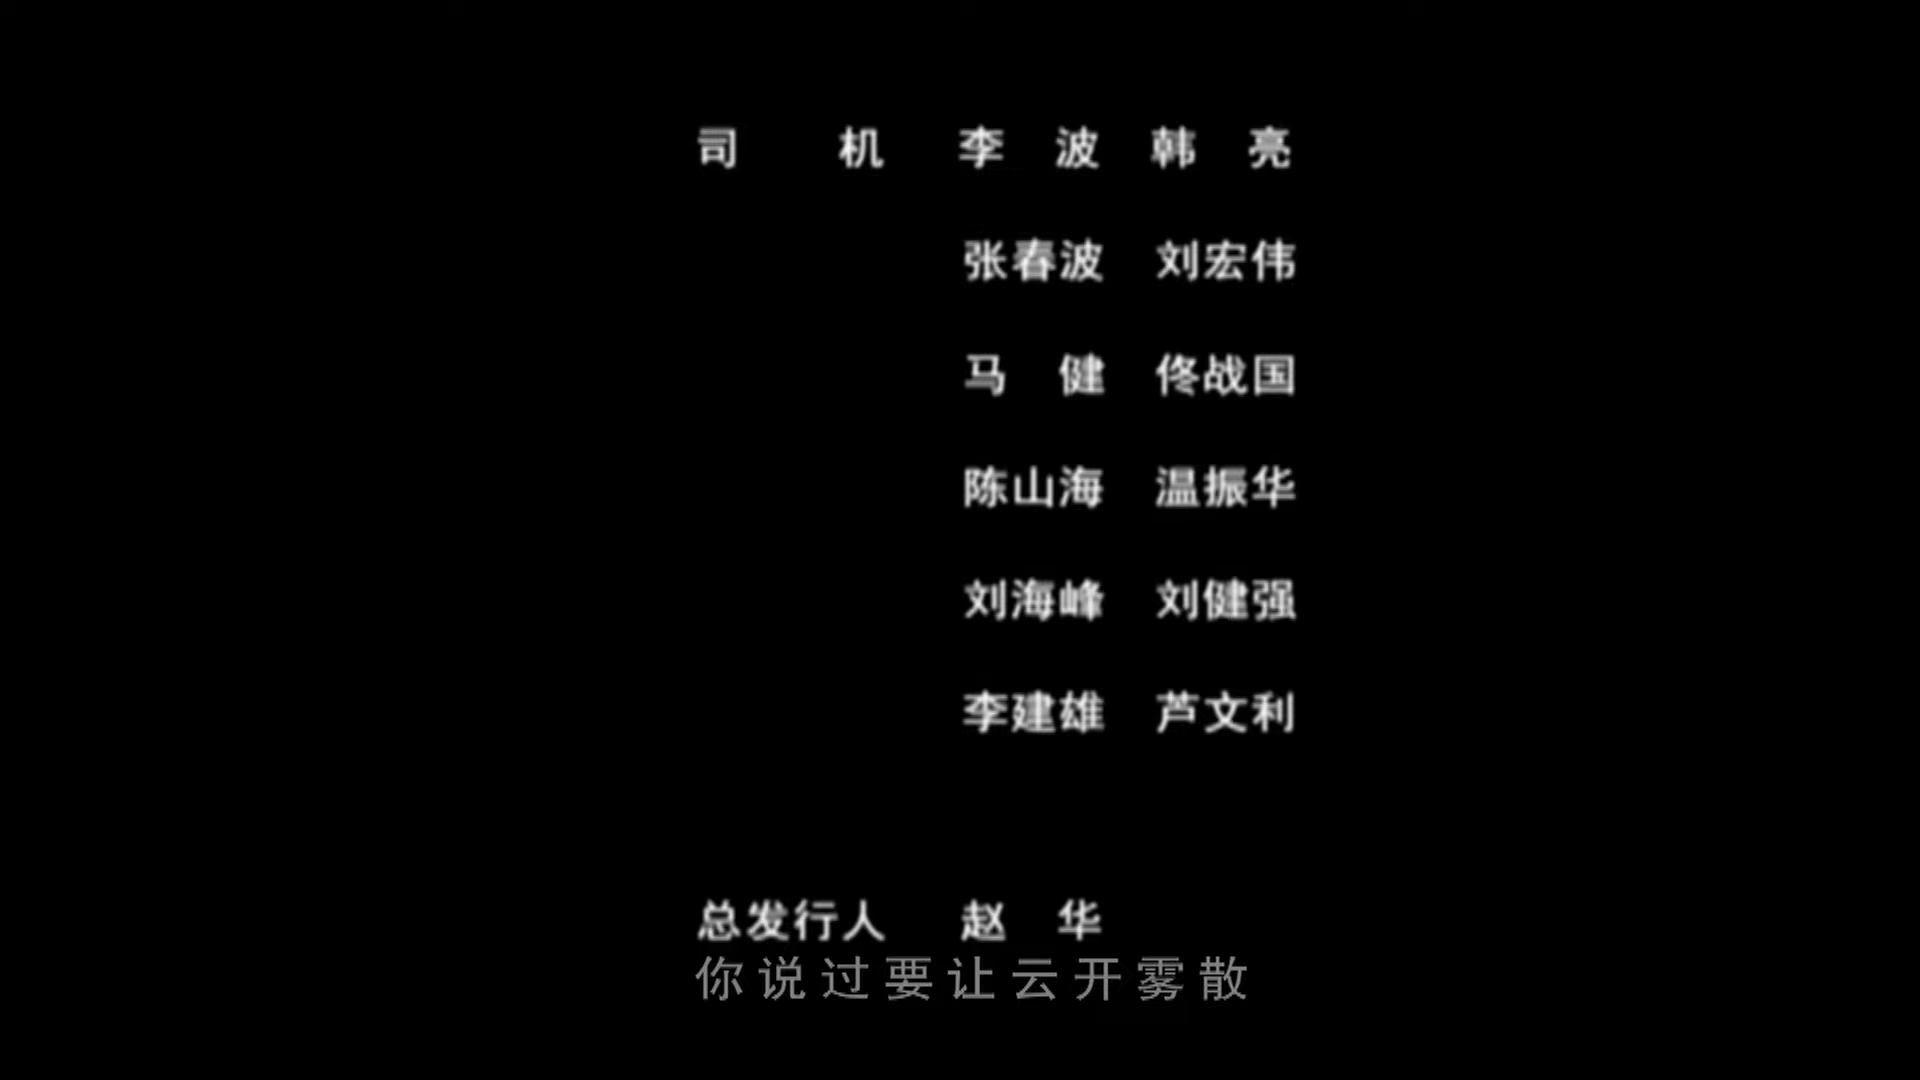 司 机 李 波 韩 亮
张春波 刘宏伟
马 健 佟战国
陈山海 温振华
刘海峰 刘健强
李建雄 芦文利
总发行人 赵 华
你说过要让云开雾散